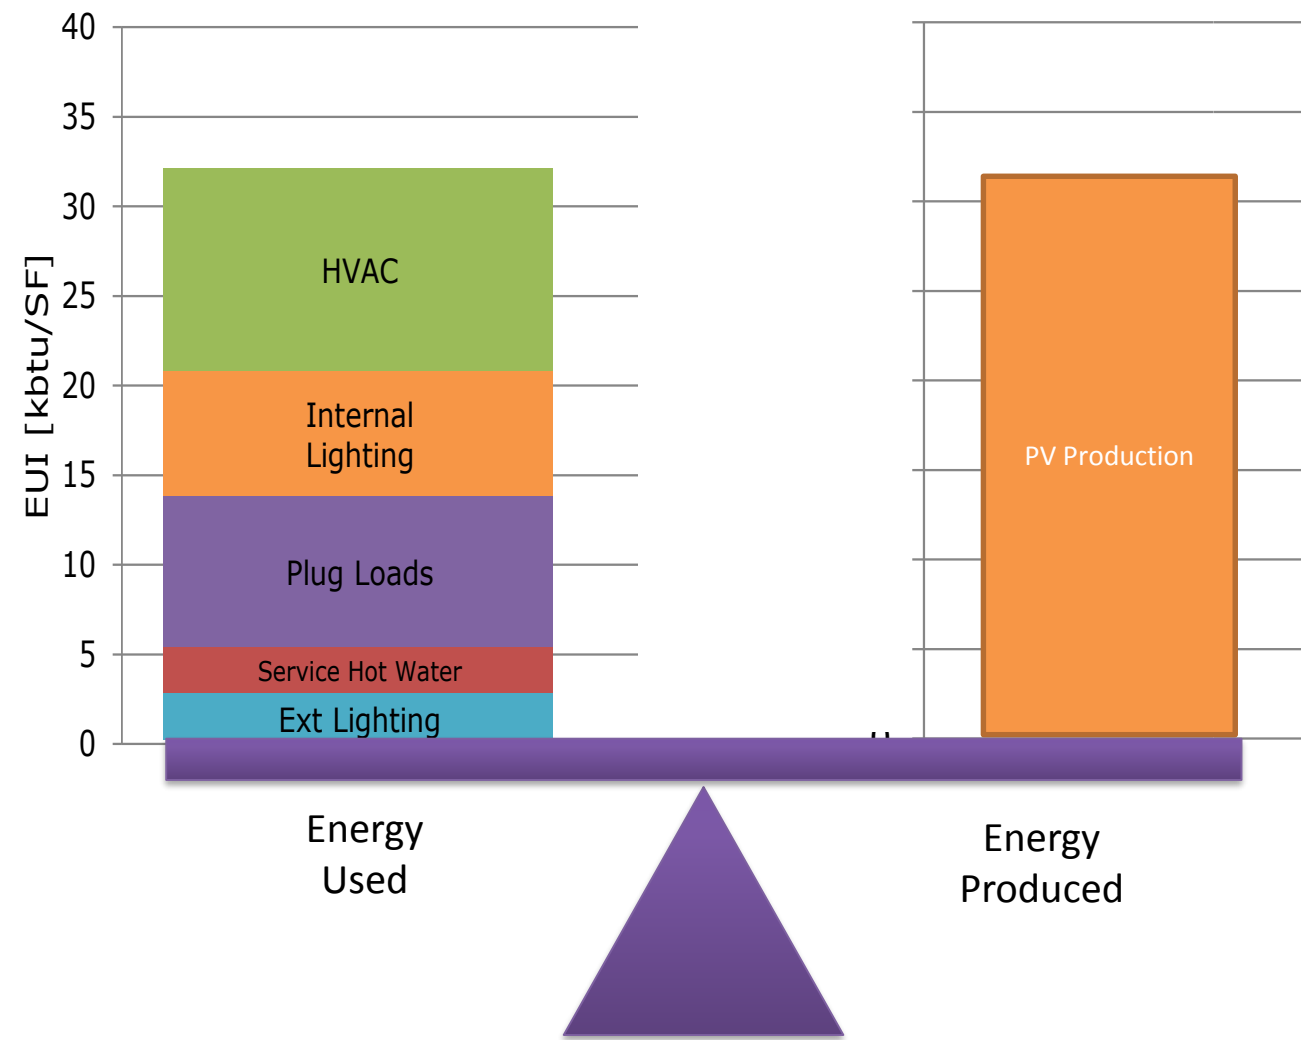 40
35
30
25
20
15
10
5
0
EUI [kbtu/SF]
HVAC
Internal
Lighting
Plug Loads
Service Hot Water
Ext Lighting
PV Production
Energy
Used
Energy
Produced